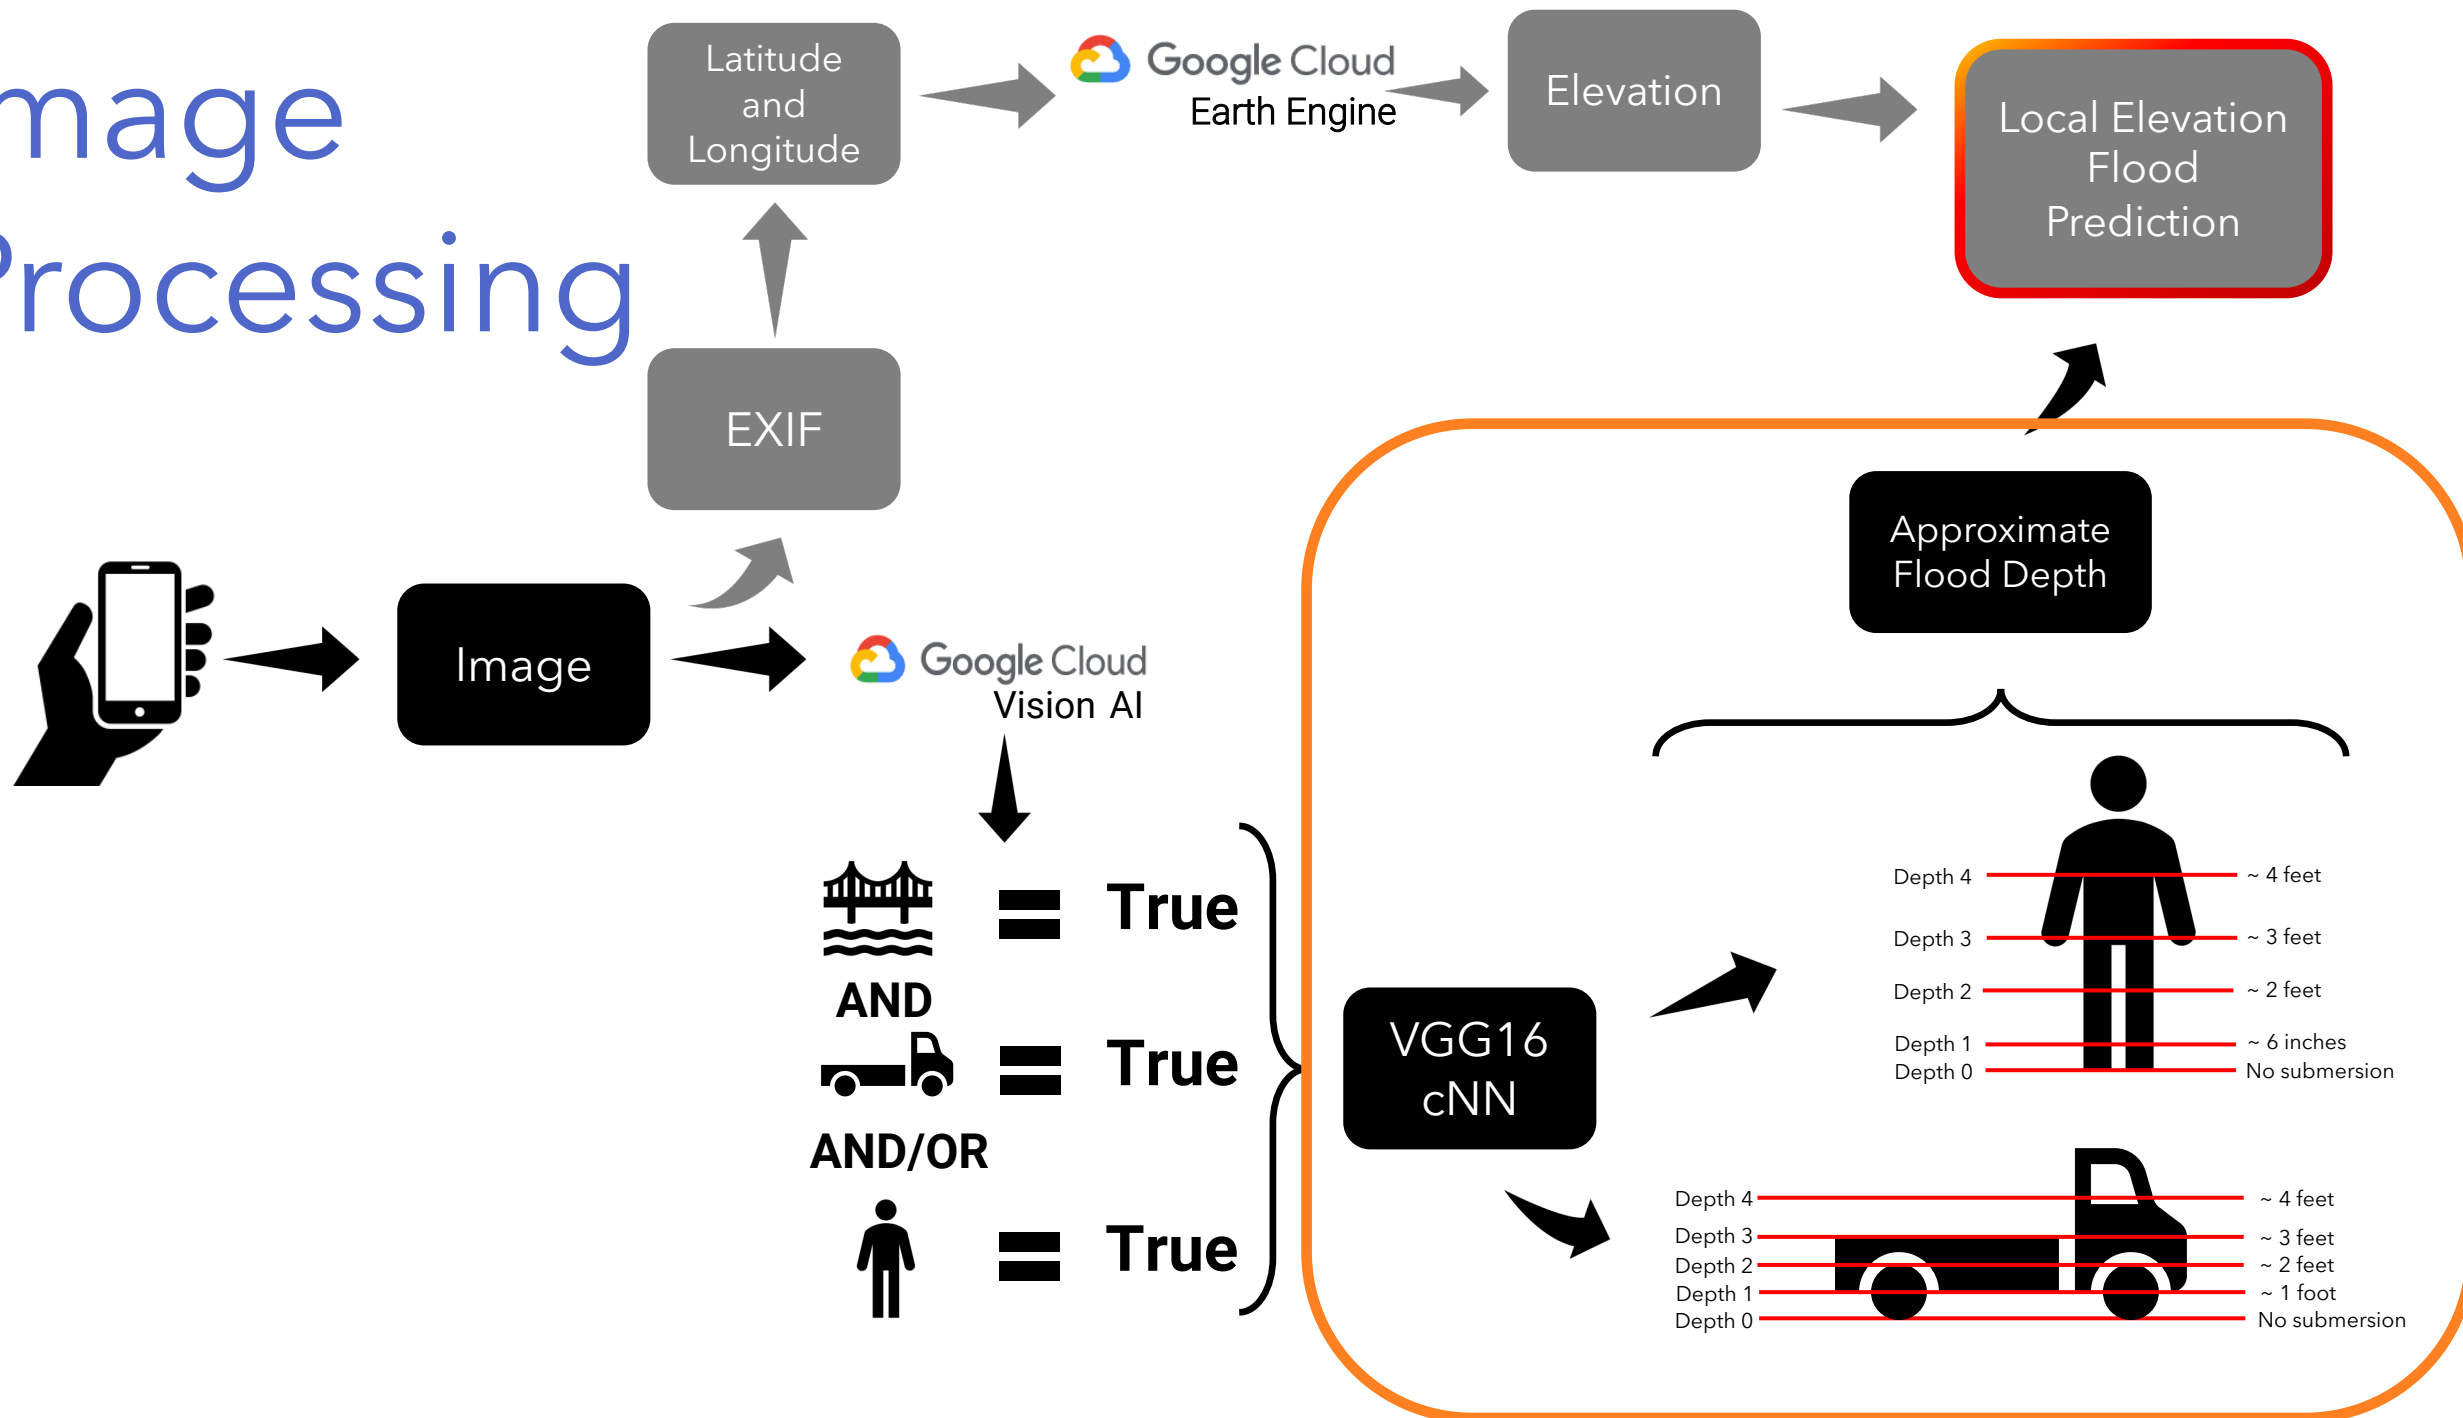 mage
Processing
Latitude
and
Longitude
Google Cloud
Earth Engine
Elevation
Local Elevation
Flood
Prediction
EXIF
Image
Google Cloud
Vision AI
True
AND
True
AND/OR
True
VGG16
cNN
Approximate
Flood Depth
Depth 4 ~ 4 feet
Depth 3 ~ 3 feet
Depth 2 ~ 2 feet
Depth 1 ~ 6 inches
Depth 0 No submersion
Depth 4 ~ 4 feet
Depth 3 ~ 3 feet
Depth 2 ~ 2 feet
Depth 1 ~ 1 foot
Depth 0 No submersion